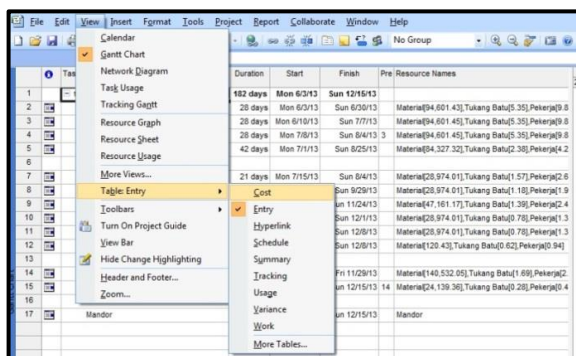 File Edit View Insert Format Tools Project Report Collaborate Window Help
No Group
Calendar
Gantt Chart
Network Diagram
Task Usage
Tracking Gantt
Resource Graph
Resource Sheet
Resource Usage
More Views...
Table: Entry
Toolbars
Turn On Project Guide
View Bar
Hide Change Highlighting
Header and Footer...
Zoom...
Cost
Entry
Hyperlink
Schedule
Summary
Tracking
Usage
Variance
Work
More Tables...
Tas Duration Start Finish Pre Resource Names
1 182 days Mon 6/3/13 Sun 12/15/13
2 28 days Mon 6/3/13 Sun 6/30/13 Material[94,601.43],Tukang Batu[5.35],Pekerja[9.8
3 28 days Mon 6/10/13 Sun 7/7/13 Material[94,601.45],Tukang Batu[5.35],Pekerja[9.8
4 28 days Mon 7/8/13 Sun 8/4/13 3 Material[94,601.45],Tukang Batu[5.35],Pekerja[9.8
5 42 days Mon 7/1/13 Sun 8/25/13 Material[84,327.32],Tukang Batu[2.38],Pekerja[4.2
6
7 21 days Mon 7/15/13 Sun 8/4/13 Material[28,974.01],Tukang Batu[1.57],Pekerja[2.6
8 Sun 9/29/13 Material[28,974.01],Tukang Batu[1.18],Pekerja[1.9
9 un 11/24/13 Material[47,161.17],Tukang Batu[1.39],Pekerja[2.4
10 Sun 12/1/13 Material[28,974.01],Tukang Batu[0.78],Pekerja[1.3
11 Sun 12/8/13 Material[28,974.01],Tukang Batu[0.78],Pekerja[1.3
12 Sun 12/8/13 Material[120.43],Tukang Batu[0.62],Pekerja[0.94]
13
14 Fri 11/29/13 Material[140,532.05],Tukang Batu[1.69],Pekerja[2.
15 un 12/15/13 14 Material[24,139.36],Tukang Batu[0.28],Pekerja[0.4
16
17 Mandor un 12/15/13 Mandor